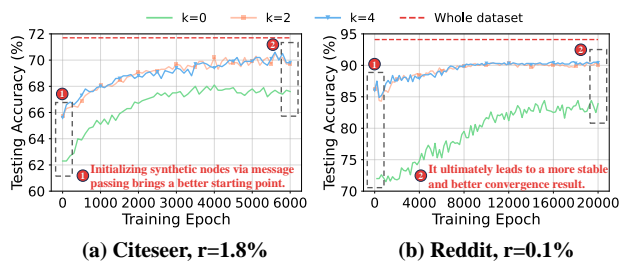 k=0 k=2 k=4 Whole dataset
Testing Accuracy (%)
72
70
68
66
64
62
60
2
1
1 Initializing synthetic nodes via message
passing brings a better starting point.
0 1000 2000 3000 4000 5000 6000
Training Epoch
(a) Citeseer, r=1.8%
Testing Accuracy (%)
95
90
85
80
75
70
2
1
2 It ultimately leads to a more stable
and better convergence result.
0 4000 8000 12000 16000 20000
Training Epoch
(b) Reddit, r=0.1%